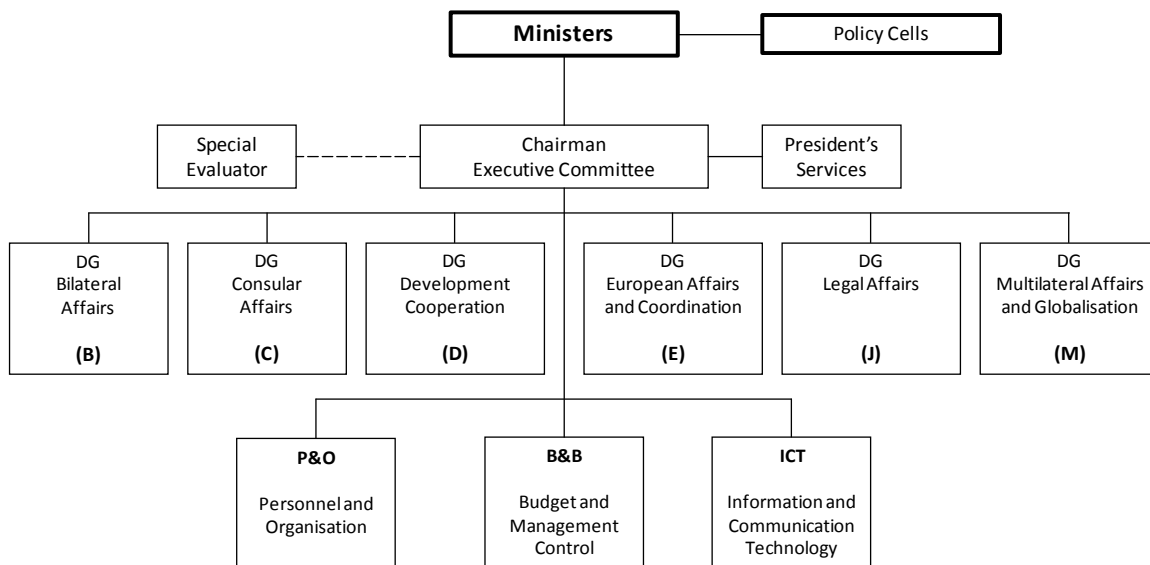 Ministers
Policy Cells
Special
Evaluator
Chairman
Executive Committee
President’s
Services
DG
Bilateral
Affairs
(B)
DG
Consular
Affairs
(C)
DG
Development
Cooperation
(D)
DG
European Affairs
and Coordination
(E)
DG
Legal Affairs
(J)
DG
Multilateral Affairs
and Globalisation
(M)
P&O
Personnel and
Organisation
B&B
Budget and
Management
Control
ICT
Information and
Communication
Technology